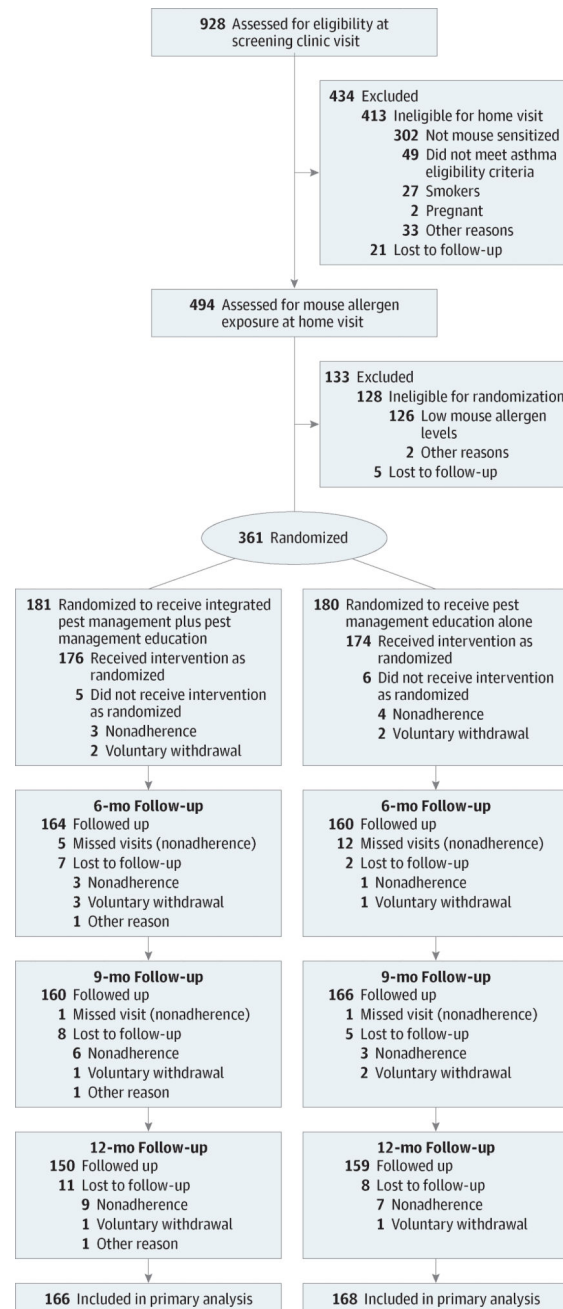 928 Assessed for eligibility at
screening clinic visit
434 Excluded
413 Ineligible for home visit
302 Not mouse sensitized
49 Did not meet asthma
eligibility criteria
27 Smokers
2 Pregnant
33 Other reasons
21 Lost to follow-up
494 Assessed for mouse allergen
exposure at home visit
133 Excluded
128 Ineligible for randomization
126 Low mouse allergen
levels
2 Other reasons
5 Lost to follow-up
361 Randomized
181 Randomized to receive integrated
pest management plus pest
management education
176 Received intervention as
randomized
5 Did not receive intervention
as randomized
3 Nonadherence
2 Voluntary withdrawal
180 Randomized to receive pest
management education alone
174 Received intervention as
randomized
6 Did not receive intervention
as randomized
4 Nonadherence
2 Voluntary withdrawal
6-mo Follow-up
164 Followed up
5 Missed visits (nonadherence)
7 Lost to follow-up
3 Nonadherence
3 Voluntary withdrawal
1 Other reason
6-mo Follow-up
160 Followed up
12 Missed visits (nonadherence)
2 Lost to follow-up
1 Nonadherence
1 Voluntary withdrawal
9-mo Follow-up
160 Followed up
1 Missed visit (nonadherence)
8 Lost to follow-up
6 Nonadherence
1 Voluntary withdrawal
1 Other reason
9-mo Follow-up
166 Followed up
1 Missed visit (nonadherence)
5 Lost to follow-up
3 Nonadherence
2 Voluntary withdrawal
12-mo Follow-up
150 Followed up
11 Lost to follow-up
9 Nonadherence
1 Voluntary withdrawal
1 Other reason
12-mo Follow-up
159 Followed up
8 Lost to follow-up
7 Nonadherence
1 Voluntary withdrawal
166 Included in primary analysis
168 Included in primary analysis